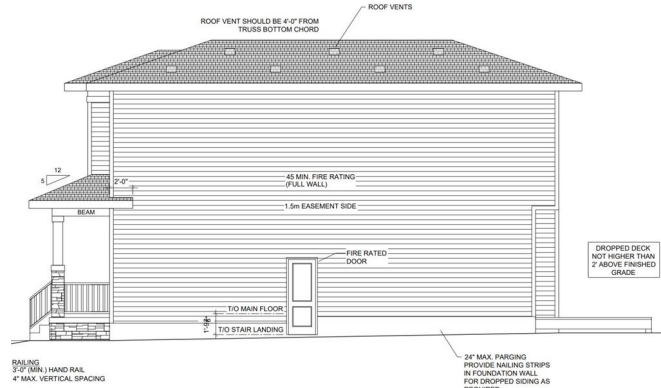 ROOF VENTS
ROOF VENT SHOULD BE 4'-0" FROM
TRUSS BOTTOM CHORD
12
5
2'-0"
45 MIN. FIRE RATING
(FULL WALL)
1.5m EASEMENT SIDE
BEAM
FIRE RATED
DOOR
DROPPED DECK
NOT HIGHER THAN
2' ABOVE FINISHED
GRADE
T/O MAIN FLOOR
T/O STAIR LANDING
RAILING
3'-0" (MIN.) HAND RAIL
4" MAX. VERTICAL SPACING
24" MAX. PARGING
PROVIDE NAILING STRIPS
IN FOUNDATION WALL
FOR DROPPED SIDING AS